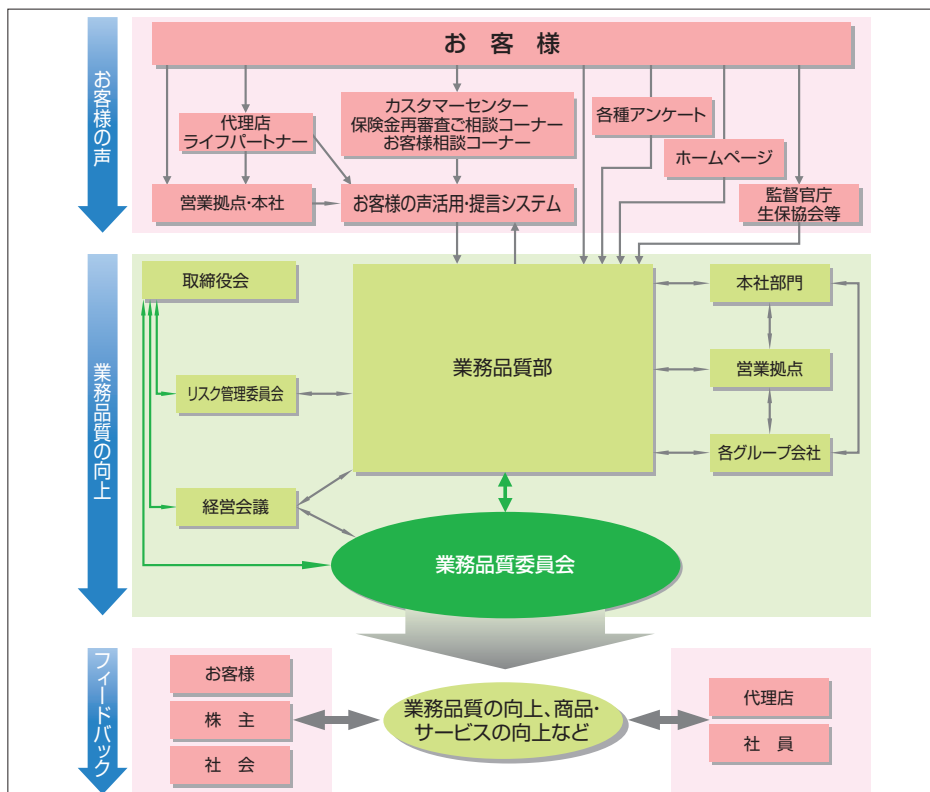 お客様の声
お 客 様
代理店
ライフパートナー
カスタマーセンター
保険金再審査ご相談コーナー
お客様相談コーナー
各種アンケート
ホームページ
営業拠点・本社
お客様の声活用・提言システム
監督官庁
生保協会等
業務品質の向上
取締役会
業務品質部
本社部門
営業拠点
リスク管理委員会
各グループ会社
経営会議
業務品質委員会
フィードバック
お客様
株 主
社 会
業務品質の向上、商品・
サービスの向上など
代理店
社 員